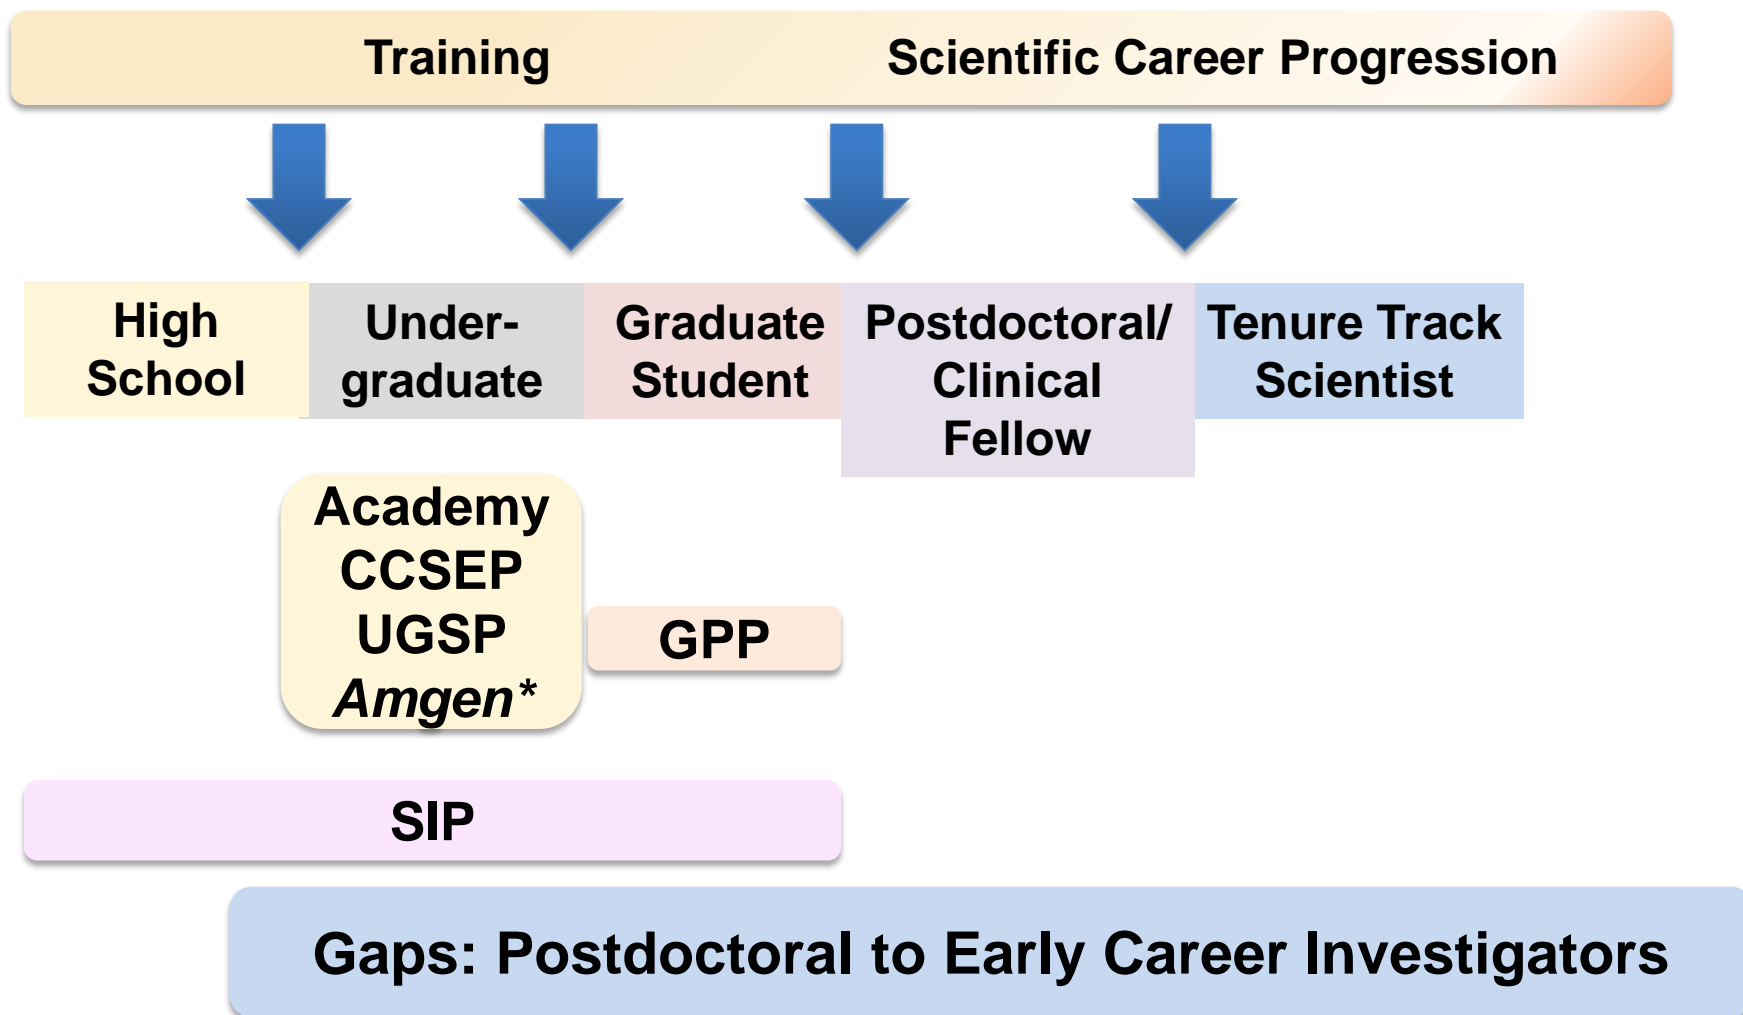 Training
Scientific Career Progression
High
School
Under-
graduate
Graduate
Student
Postdoctoral/
Clinical
Fellow
Tenure Track
Scientist
Academy
CCSEP
UGSP
Amgen*
GPP
SIP
Gaps: Postdoctoral to Early Career Investigators